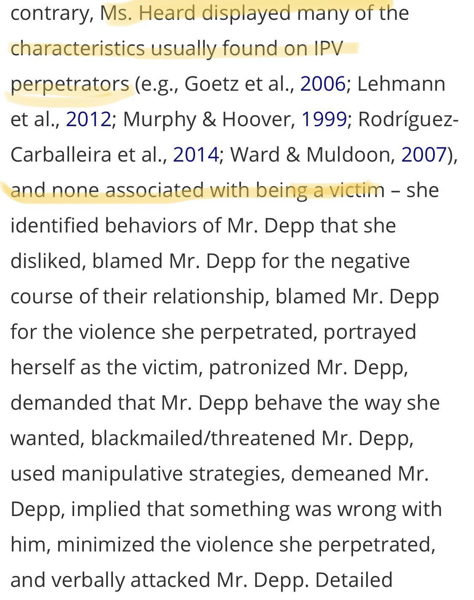 contrary, Ms. Heard displayed many of the
characteristics usually found on IPV
perpetrators (e.g., Goetz et al., 2006; Lehmann
et al., 2012; Murphy & Hoover, 1999; Rodríguez-
Carballeira et al., 2014; Ward & Muldoon, 2007),
and none associated with being a victim – she
identified behaviors of Mr. Depp that she
disliked, blamed Mr. Depp for the negative
course of their relationship, blamed Mr. Depp
for the violence she perpetrated, portrayed
herself as the victim, patronized Mr. Depp,
demanded that Mr. Depp behave the way she
wanted, blackmailed/threatened Mr. Depp,
used manipulative strategies, demeaned Mr.
Depp, implied that something was wrong with
him, minimized the violence she perpetrated,
and verbally attacked Mr. Depp. Detailed